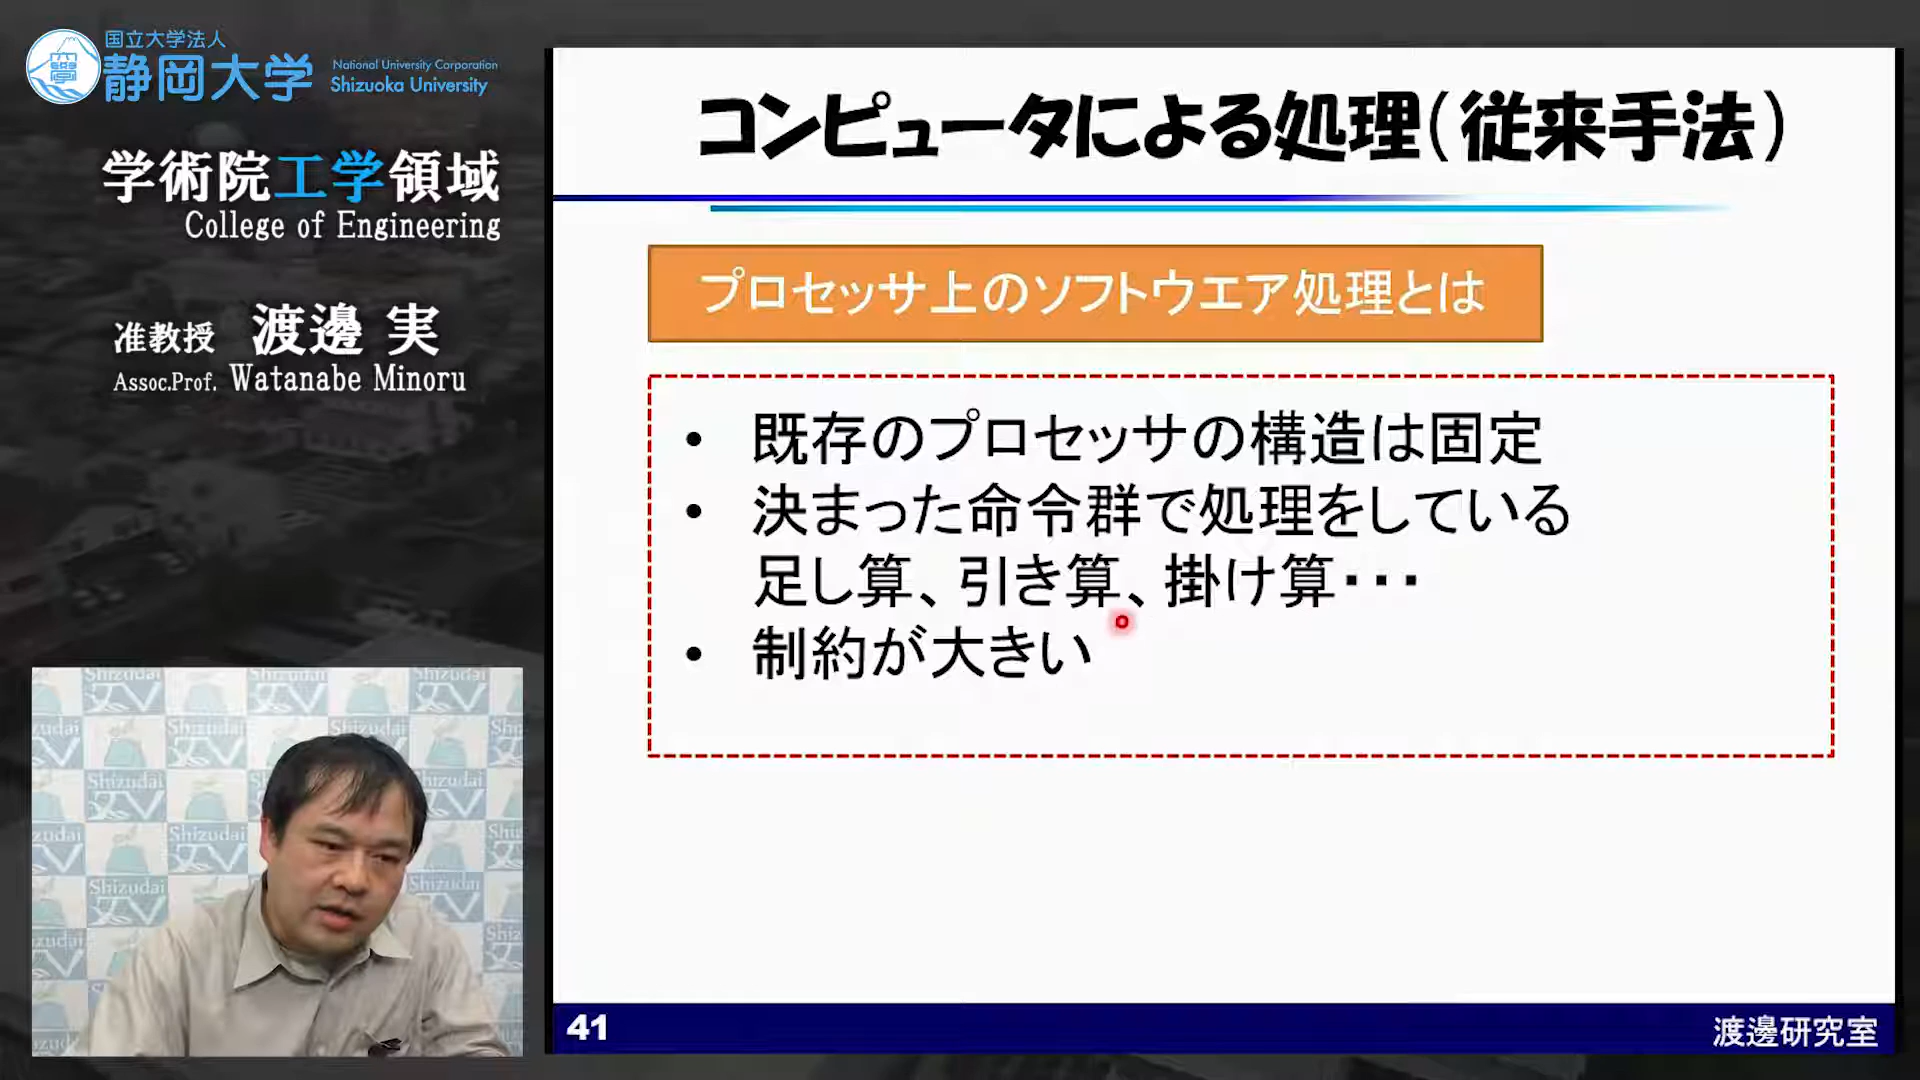 国立大学法人
静岡大学
National University Corporation
Shizuoka University
学術院工学領域
College of Engineering
准教授 渡邊 実
Assoc.Prof. Watanabe Minoru
コンピュータによる処理(従来手法)
プロセッサ上のソフトウエア処理とは
• 既存のプロセッサの構造は固定
• 決まった命令群で処理をしている
足し算、引き算、掛け算･･･
• 制約が大きい
41
渡邊研究室
Shizudai
TV